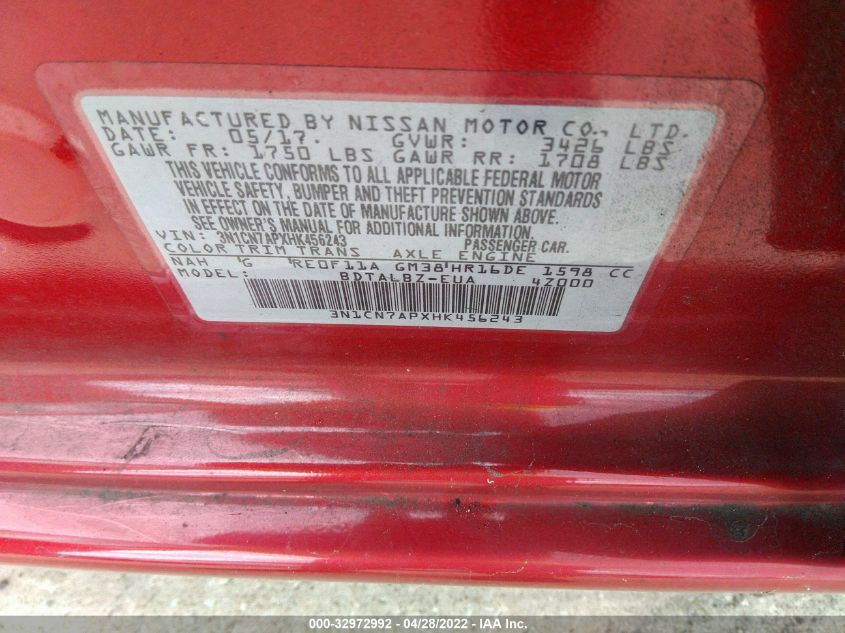 MANUFACTURED BY NISSAN MOTOR CO., LTD.
DATE: 05/17. GVWR: 3426 LBS
GAWR FR: 1750 LBS GAWR RR: 1708 LBS
THIS VEHICLE CONFORMS TO ALL APPLICABLE FEDERAL MOTOR
VEHICLE SAFETY, BUMPER AND THEFT PREVENTION STANDARDS
IN EFFECT ON THE DATE OF MANUFACTURE SHOWN ABOVE.
SEE OWNER'S MANUAL FOR ADDITIONAL INFORMATION.
VIN: 3N1CN7APXHK456243 PASSENGER CAR.
COLOR TRIM TRANS AXLE ENGINE
NAH G RE0F11A GM38 HR16DE 1598 CC
MODEL: BDTALBZ-EUA 4Z000
3N1CN7APXHK456243
000-32972992 - 04/28/2022 - © IAA Inc.